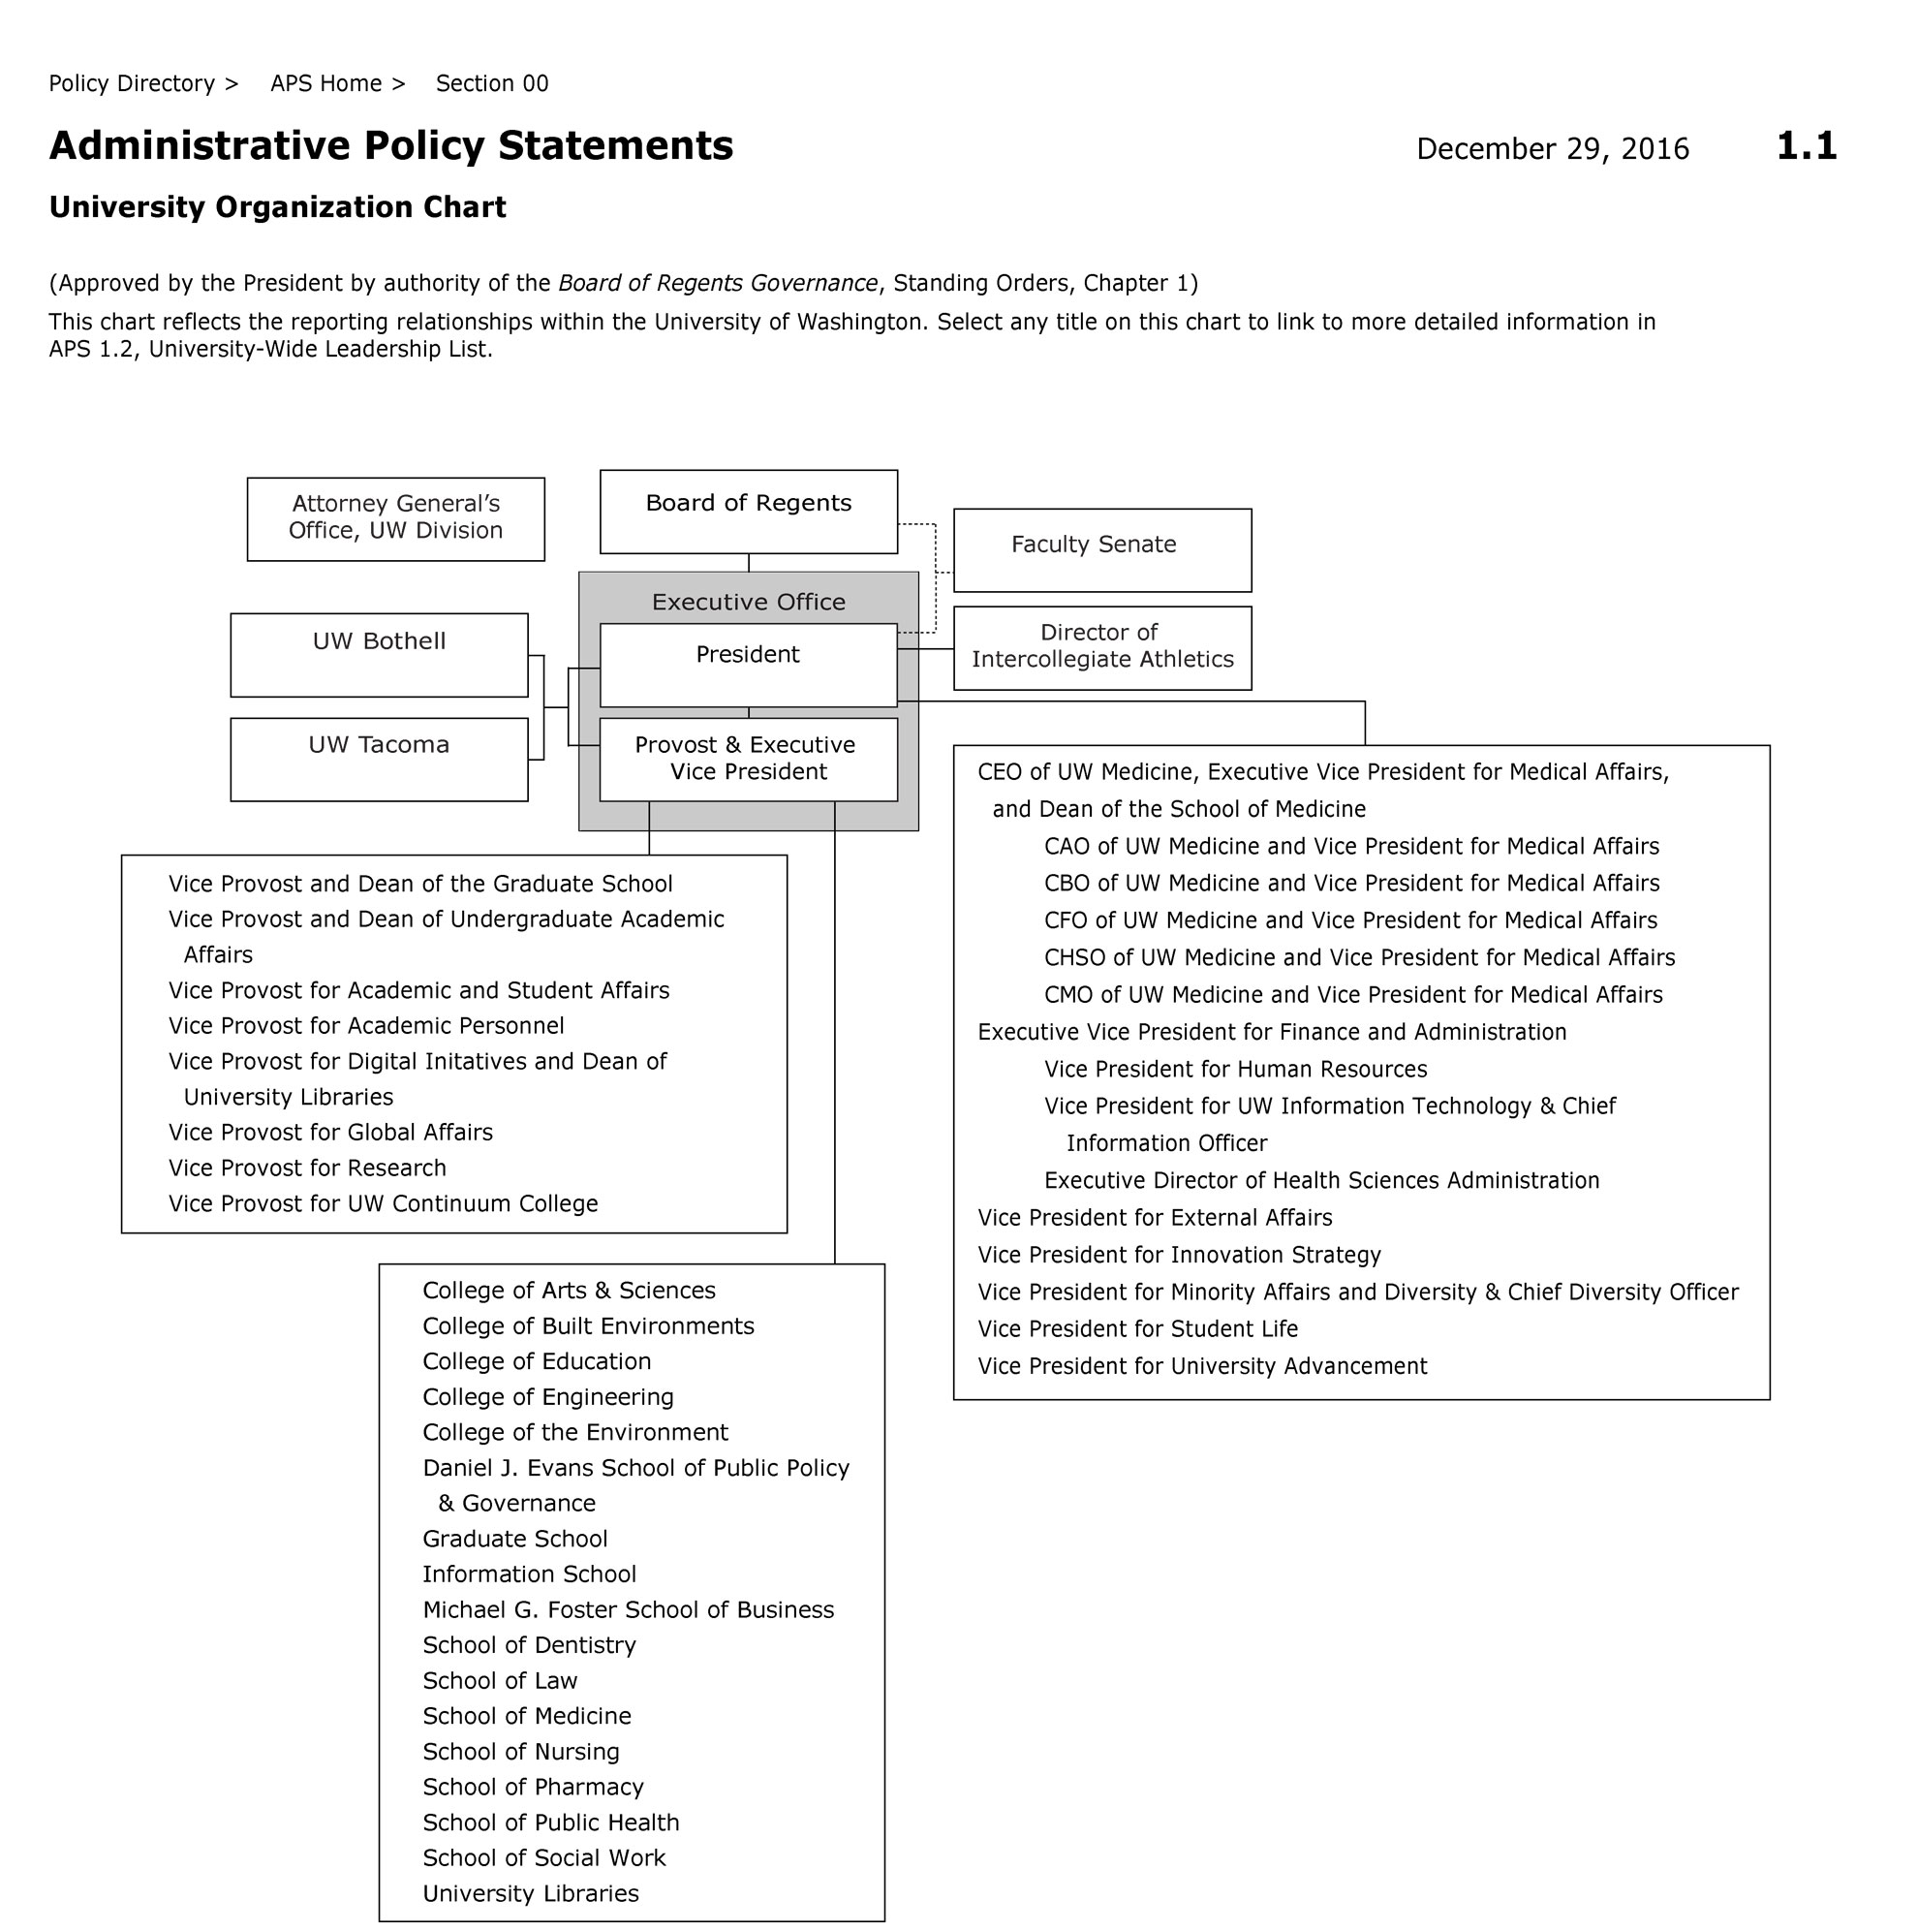 Policy Directory > APS Home > Section 00
Administrative Policy Statements
December 29, 2016 1.1
University Organization Chart
(Approved by the President by authority of the Board of Regents Governance, Standing Orders, Chapter 1)
This chart reflects the reporting relationships within the University of Washington. Select any title on this chart to link to more detailed information in
APS 1.2, University-Wide Leadership List.
Attorney General’s
Office, UW Division
Board of Regents
Faculty Senate
Executive Office
UW Bothell
President
Director of
Intercollegiate Athletics
UW Tacoma
Provost & Executive
Vice President
Vice Provost and Dean of the Graduate School
Vice Provost and Dean of Undergraduate Academic
Affairs
Vice Provost for Academic and Student Affairs
Vice Provost for Academic Personnel
Vice Provost for Digital Initatives and Dean of
University Libraries
Vice Provost for Global Affairs
Vice Provost for Research
Vice Provost for UW Continuum College
CEO of UW Medicine, Executive Vice President for Medical Affairs,
and Dean of the School of Medicine
CAO of UW Medicine and Vice President for Medical Affairs
CBO of UW Medicine and Vice President for Medical Affairs
CFO of UW Medicine and Vice President for Medical Affairs
CHSO of UW Medicine and Vice President for Medical Affairs
CMO of UW Medicine and Vice President for Medical Affairs
Executive Vice President for Finance and Administration
Vice President for Human Resources
Vice President for UW Information Technology & Chief
Information Officer
Executive Director of Health Sciences Administration
Vice President for External Affairs
Vice President for Innovation Strategy
Vice President for Minority Affairs and Diversity & Chief Diversity Officer
Vice President for Student Life
Vice President for University Advancement
College of Arts & Sciences
College of Built Environments
College of Education
College of Engineering
College of the Environment
Daniel J. Evans School of Public Policy
& Governance
Graduate School
Information School
Michael G. Foster School of Business
School of Dentistry
School of Law
School of Medicine
School of Nursing
School of Pharmacy
School of Public Health
School of Social Work
University Libraries